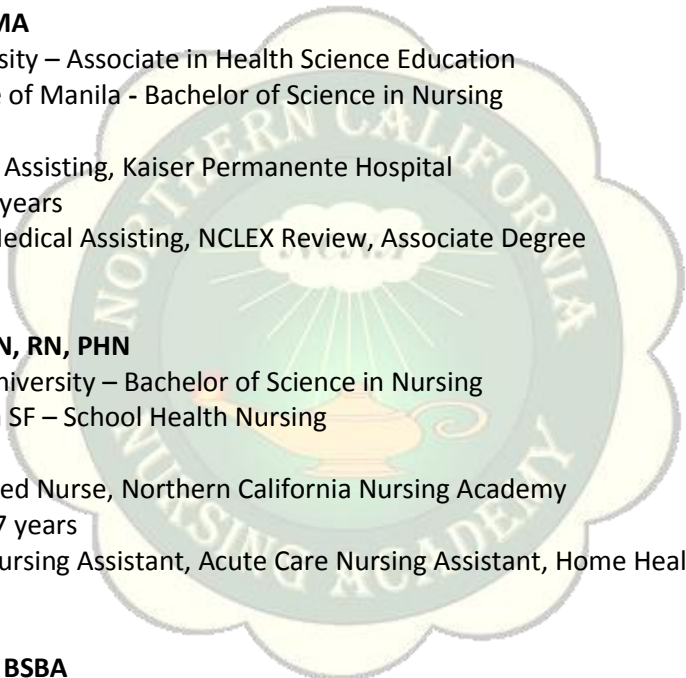 MA
sity – Associate in Health Science Education
e of Manila - Bachelor of Science in Nursing
Assisting, Kaiser Permanente Hospital
years
Medical Assisting, NCLEX Review, Associate Degree
N, RN, PHN
niversity – Bachelor of Science in Nursing
SF – School Health Nursing
ed Nurse, Northern California Nursing Academy
7 years
ursing Assistant, Acute Care Nursing Assistant, Home Heal
BSBA
NORTHERN CALIFORNIA
NURSING ACADEMY